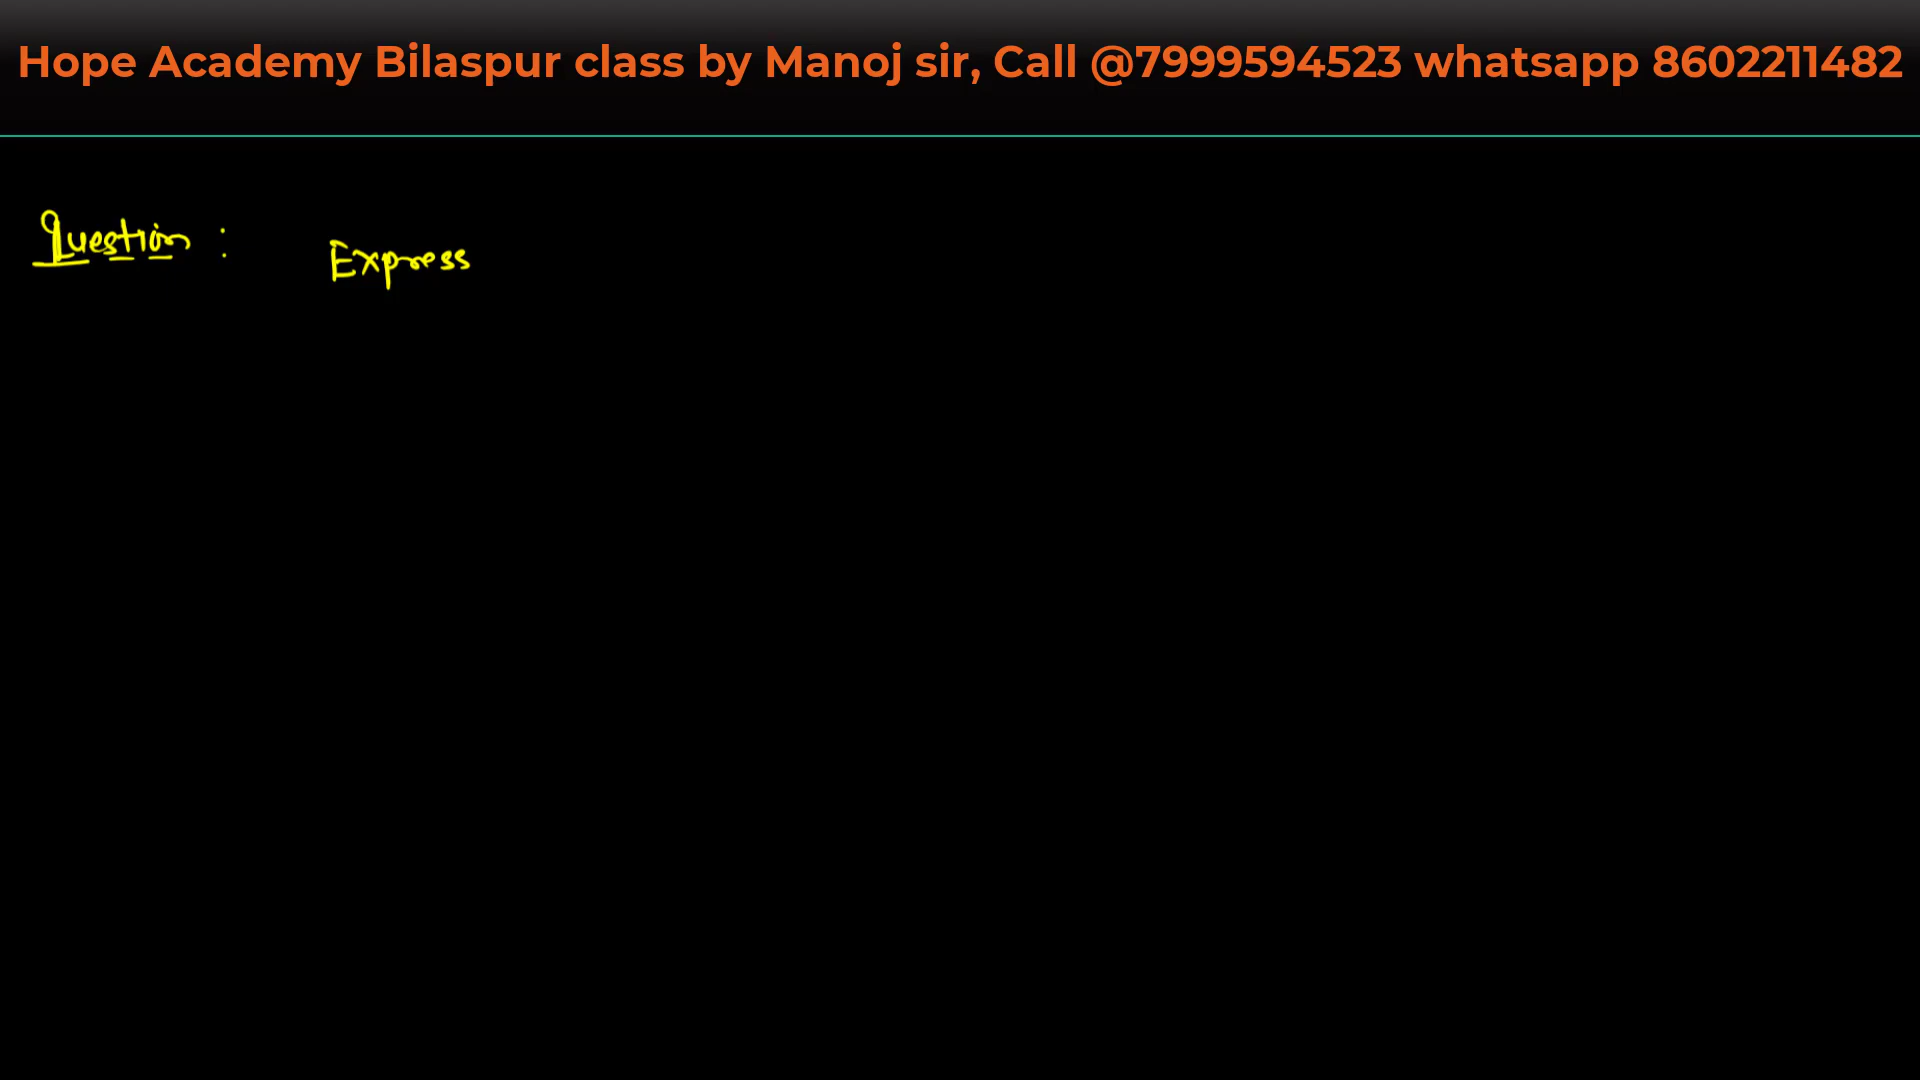 Hope Academy Bilaspur class by Manoj sir, Call @7999594523 whatsapp 8602211482
Question : Express